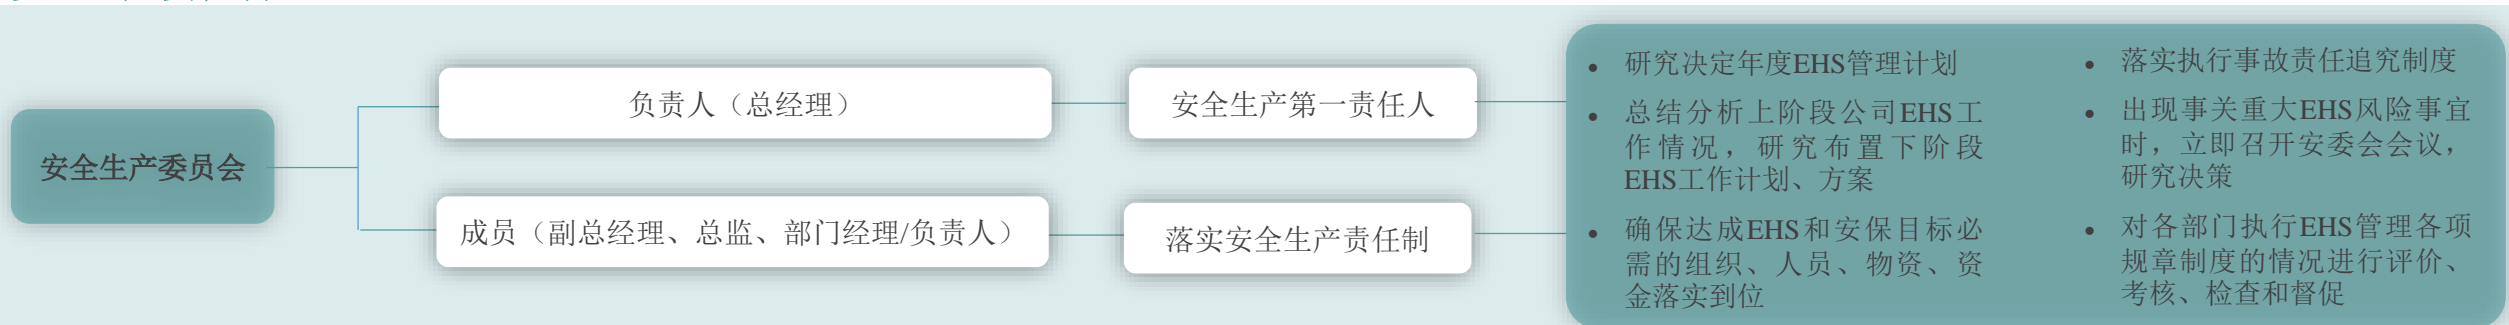 安全生产委员会
负责人（总经理）
安全生产第一责任人
成员（副总经理、总监、部门经理/负责人）
落实安全生产责任制
研究决定年度EHS管理计划
总结分析上阶段公司EHS工
作情况，研究布置下阶段
EHS工作计划、方案
确保达成EHS和安保目标必
需的组织、人员、物资、资
金落实到位
落实执行事故责任追究制度
出现事关重大EHS风险事宜
时，立即召开安委会会议，
研究决策
对各部门执行EHS管理各项
规章制度的情况进行评价、
考核、检查和督促